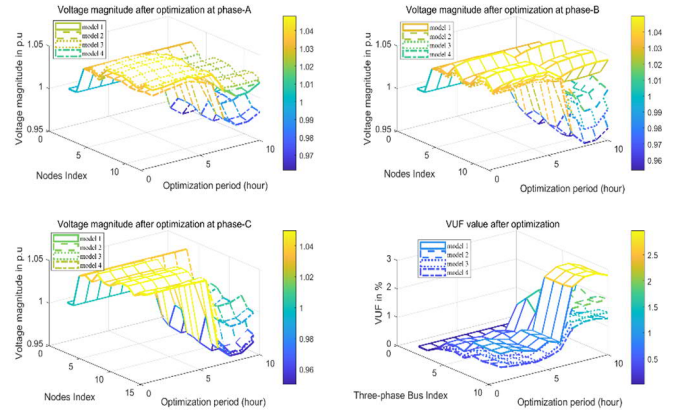 Voltage magnitude after optimization at phase-A
Voltage magnitude in p.u
1.05
1
0.95
model 1
model 2
model 3
model 4
0
5
10
Nodes Index
0
5
10
Optimization period (hour)
1.04
1.03
1.02
1.01
1
0.99
0.98
0.97
Voltage magnitude after optimization at phase-B
Voltage magnitude in p.u
1.05
1
0.95
model 1
model 2
model 3
model 4
0
5
10
Nodes Index
0
5
10
Optimization period (hour)
1.04
1.03
1.02
1.01
1
0.99
0.98
0.97
0.96
Voltage magnitude after optimization at phase-C
Voltage magnitude in p.u
1.05
1
0.95
model 1
model 2
model 3
model 4
0
5
10
15
Nodes Index
0
5
10
Optimization period (hour)
1.04
1.02
1
0.98
0.96
VUF value after optimization
VUF in %
3
2
1
0
model 1
model 2
model 3
model 4
0
5
10
Three-phase Bus Index
0
5
10
Optimization period (hour)
2.5
2
1.5
1
0.5